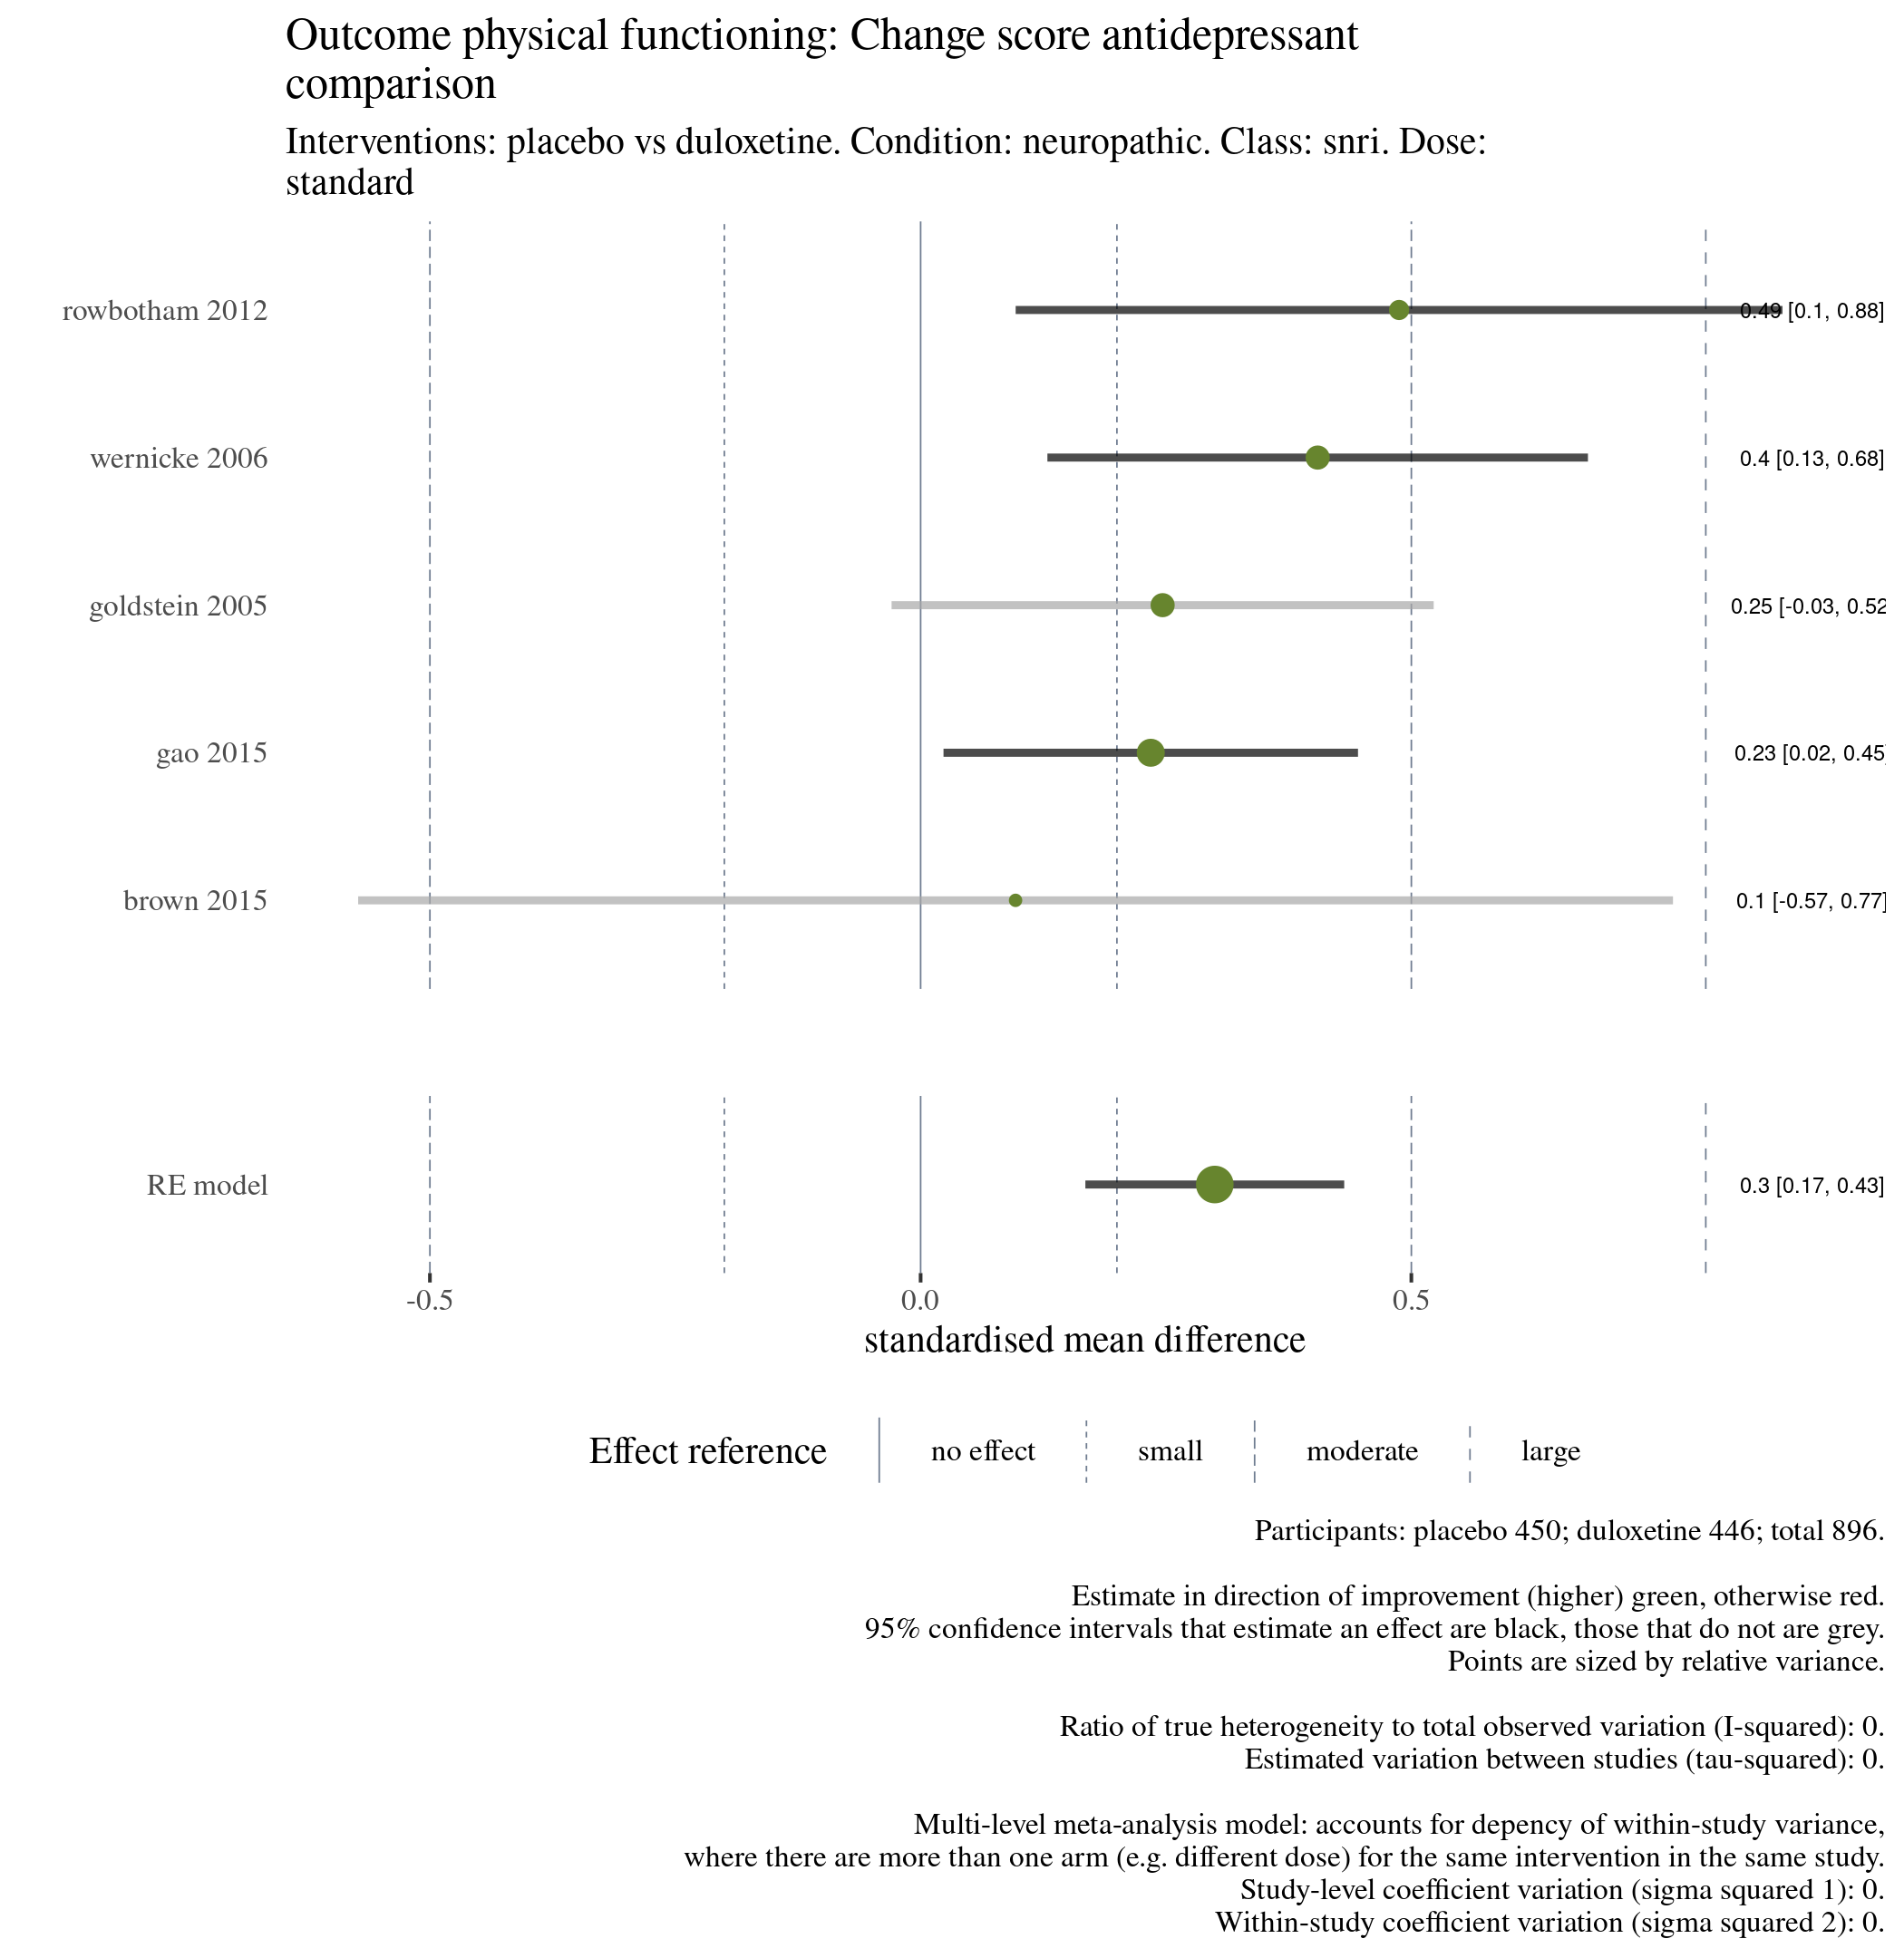 Outcome physical functioning: Change score antidepressant
comparison
Interventions: placebo vs duloxetine. Condition: neuropathic. Class: snri. Dose:
standard
rowbotham 2012 0.49 [0.1, 0.88]
wernicke 2006 0.4 [0.13, 0.68]
goldstein 2005 0.25 [-0.03, 0.52
gao 2015 0.23 [0.02, 0.45]
brown 2015 0.1 [-0.57, 0.77]
RE model 0.3 [0.17, 0.43]
-0.5 0.0 0.5
standardised mean difference
Effect reference no effect small moderate large
Participants: placebo 450; duloxetine 446; total 896.
Estimate in direction of improvement (higher) green, otherwise red.
95% confidence intervals that estimate an effect are black, those that do not are grey.
Points are sized by relative variance.
Ratio of true heterogeneity to total observed variation (I-squared): 0.
Estimated variation between studies (tau-squared): 0.
Multi-level meta-analysis model: accounts for depency of within-study variance,
where there are more than one arm (e.g. different dose) for the same intervention in the same study.
Study-level coefficient variation (sigma squared 1): 0.
Within-study coefficient variation (sigma squared 2): 0.